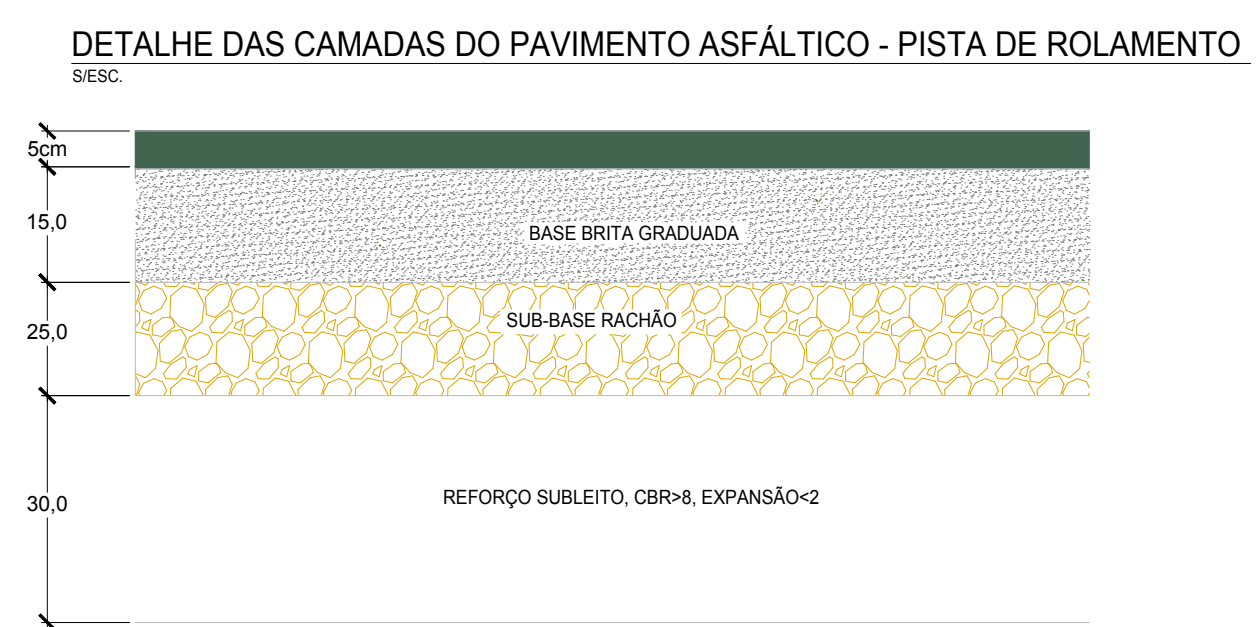 DETALHE DAS CAMADAS DO PAVIMENTO ASFÁLTICO - PISTA DE ROLAMENTO
S/ESC.
5cm
15,0
BASE BRITA GRADUADA
25,0
SUB-BASE RACHÃO
30,0
REFORÇO SUBLEITO, CBR>8, EXPANSÃO<2